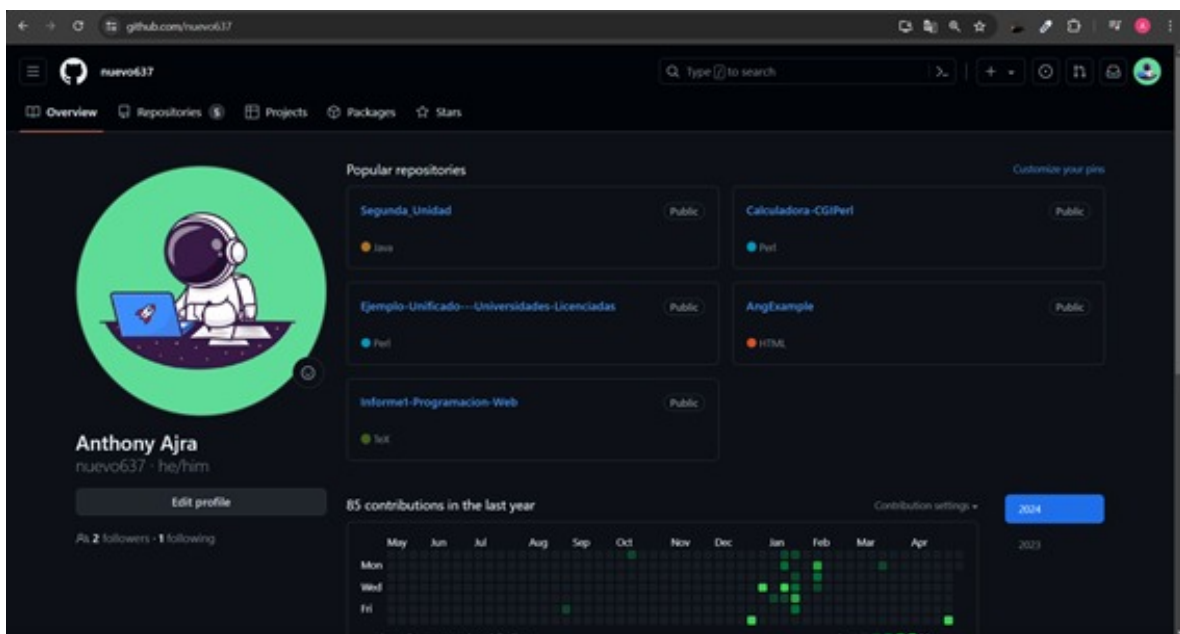 github.com/nuevo637
nuevo637
Type / to search
Overview
Repositories 5
Projects
Packages
Stars
Popular repositories
Customize your pins
Segunda_Unidad
Public
Java
Calculadora-CGIPerl
Public
Perl
Ejemplo-Unificado---Universidades-Licenciadas
Public
Perl
AngExample
Public
HTML
Informe1-Programacion-Web
Public
TeX
Anthony Ajra
nuevo637 · he/him
Edit profile
2 followers · 1 following
85 contributions in the last year
Contribution settings
2024
2023
May Jun Jul Aug Sep Oct Nov Dec Jan Feb Mar Apr
Mon
Wed
Fri